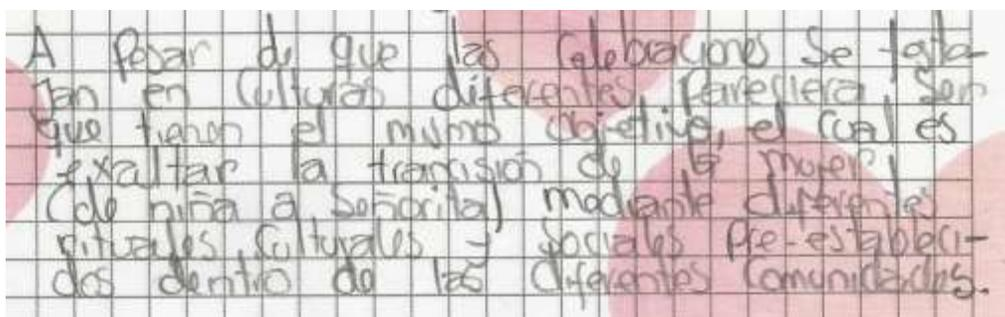 A pesar de que las celebraciones se feste-
jan en culturas diferentes pareciera ser
que tienen el mismo objetivo, el cual es
exaltar la trancisión de la mujer
(de niña a señorita) mediante diferentes
rituales culturales y sociales pre-estableci-
dos dentro de las diferentes comunidades.